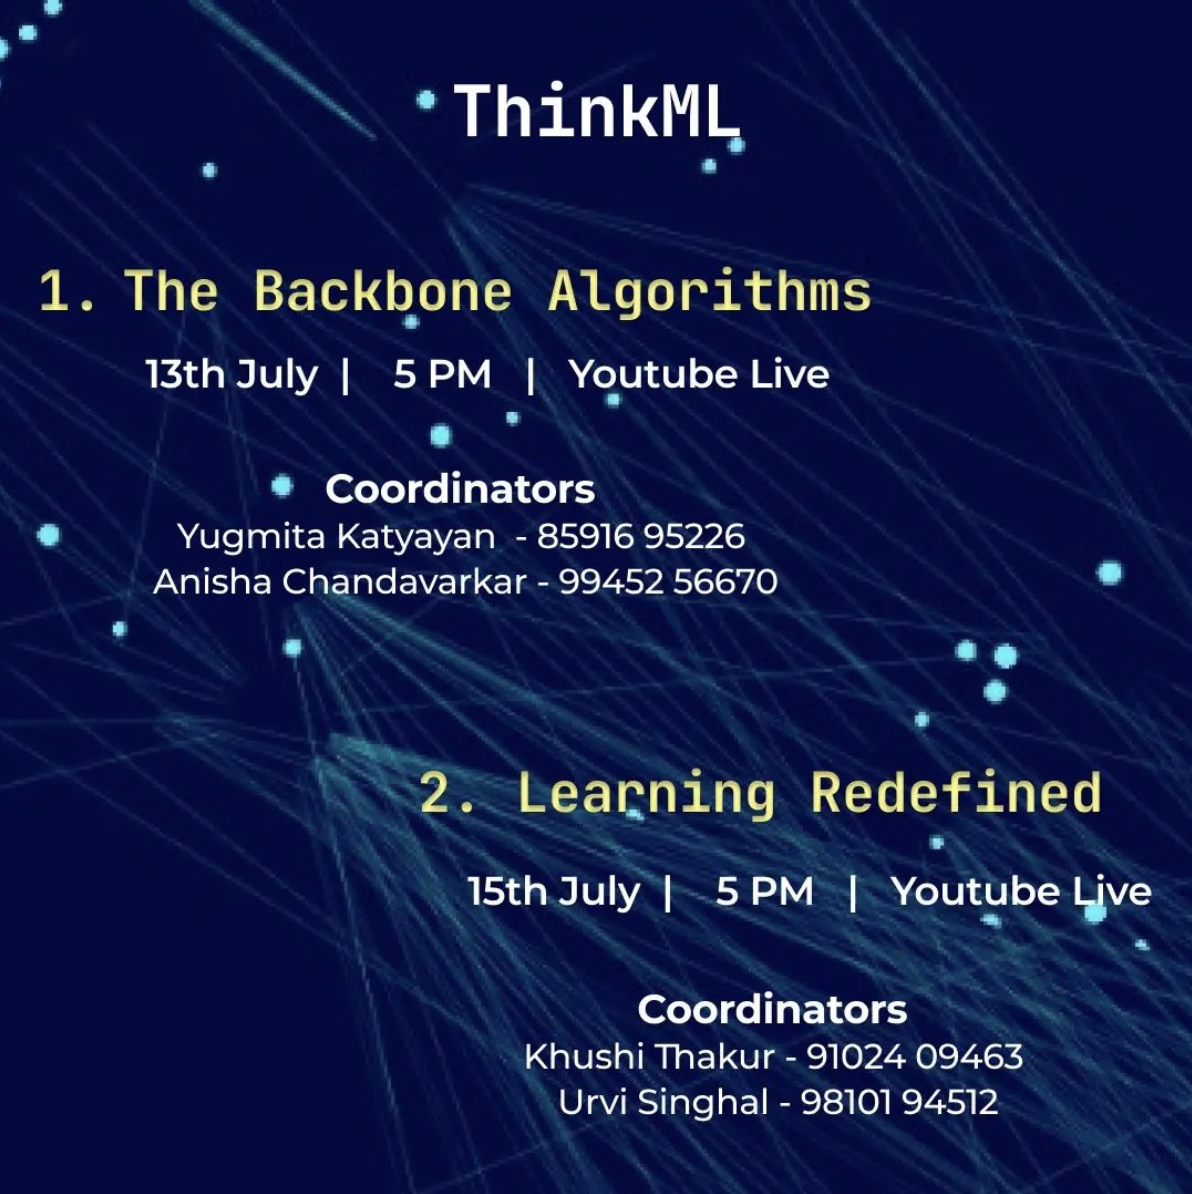 ThinkML
1. The Backbone Algorithms
13th July | 5 PM | Youtube Live
Coordinators
Yugmita Katyayan - 85916 95226
Anisha Chandavarkar - 99452 56670
2. Learning Redefined
15th July | 5 PM | Youtube Live
Coordinators
Khushi Thakur - 91024 09463
Urvi Singhal - 98101 94512